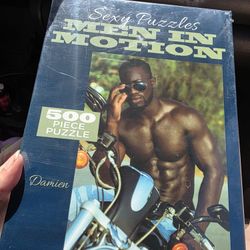 Sexy Puzzles
MEN IN
MOTION
500
PIECE
PUZZLE
Damien